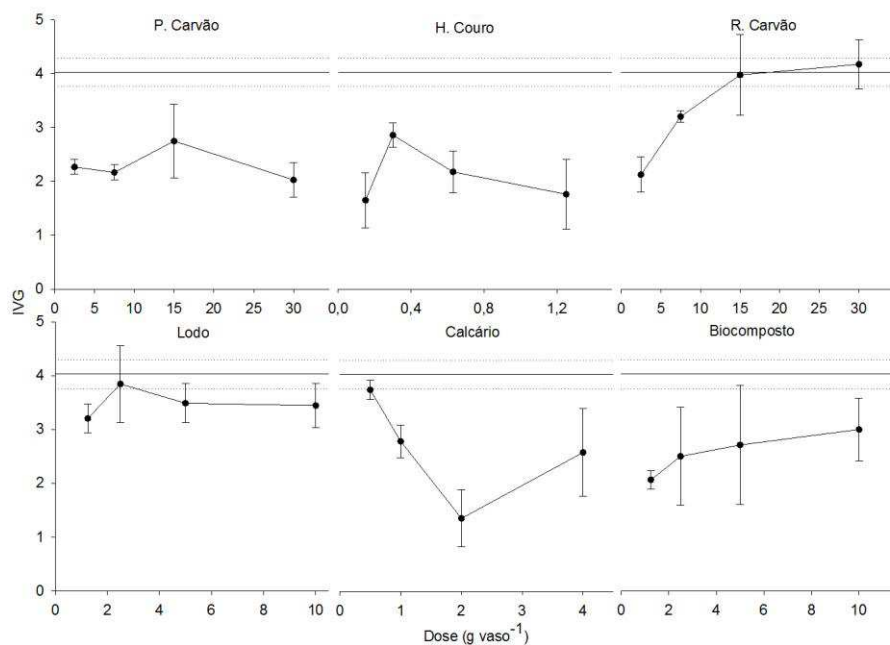 P. Carvão H. Couro R. Carvão
5
4
3
2
1
0
0 5 10 15 20 25 30 0,0 0,4 0,8 1,2 0 5 10 15 20 25 30
IVG
Lodo Calcário Biocomposto
5
4
3
2
1
0
0 2 4 6 8 10 0 1 2 3 4 0 2 4 6 8 10
Dose (g vaso⁻¹)